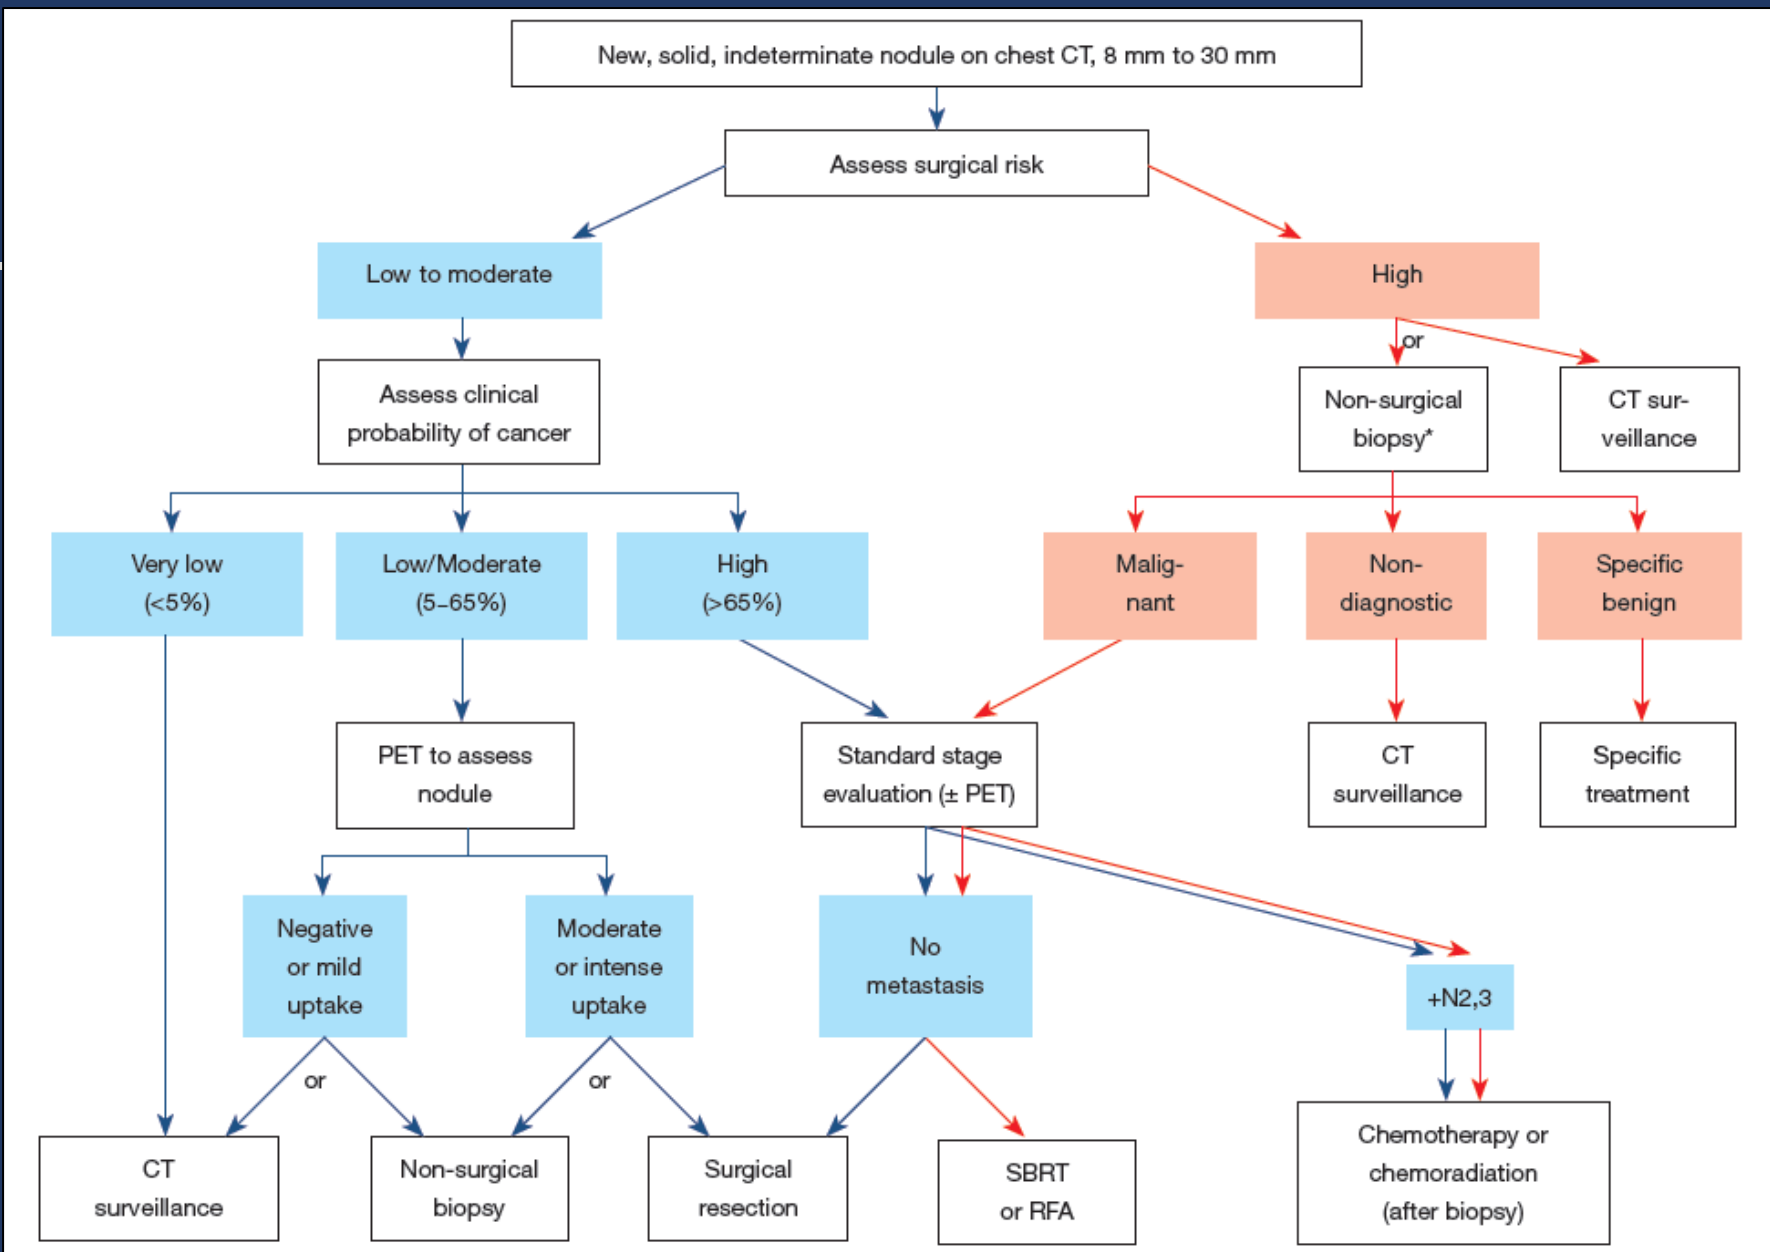 New, solid, indeterminate nodule on chest CT, 8 mm to 30 mm
Assess surgical risk
Low to moderate
High
or
Assess clinical
probability of cancer
Non-surgical
biopsy*
CT sur-
veillance
Very low
(<5%)
Low/Moderate
(5–65%)
High
(>65%)
Malig-
nant
Non-
diagnostic
Specific
benign
PET to assess
nodule
Standard stage
evaluation (± PET)
CT
surveillance
Specific
treatment
Negative
or mild
uptake
Moderate
or intense
uptake
No
metastasis
+N2,3
or
or
CT
surveillance
Non-surgical
biopsy
Surgical
resection
SBRT
or RFA
Chemotherapy or
chemoradiation
(after biopsy)